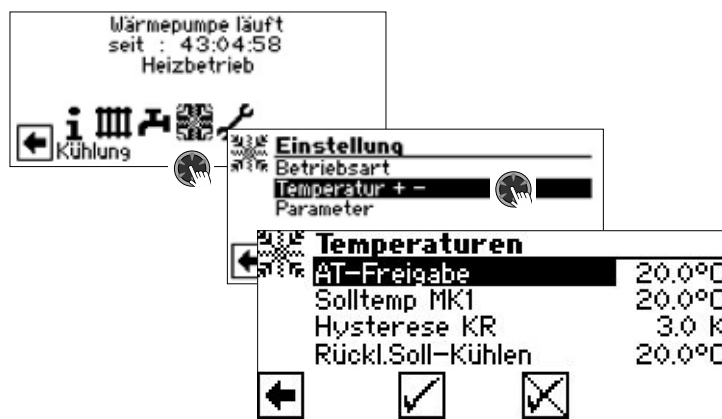 Wärmepumpe läuft
seit : 43:04:58
Heizbetrieb
Kühlung
Einstellung
Betriebsart
Temperatur + -
Parameter
Temperaturen
AT-Freigabe 20.0°C
Solltemp MK1 20.0°C
Hysterese KR 3.0 K
Rückl.Soll-Kühlen 20.0°C